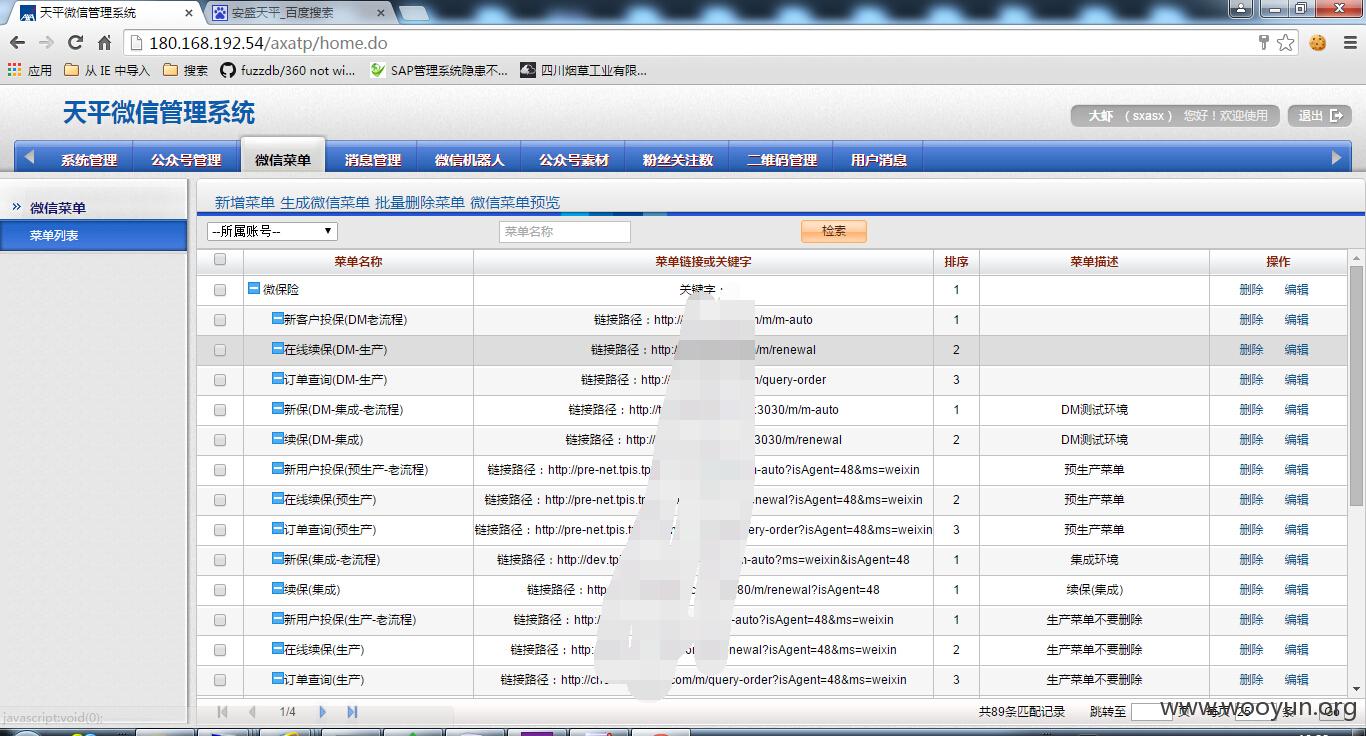 天平微信管理系统
安盛天平_百度搜索
180.168.192.54/axatp/home.do
应用 从 IE 中导入 搜索 fuzzdb/360 not wi... SAP管理系统隐患不... 四川烟草工业有限...
天平微信管理系统
大虾 （sxasx ） 您好！欢迎使用 退出
系统管理 公众号管理 微信菜单 消息管理 微信机器人 公众号素材 粉丝关注数 二维码管理 用户消息
微信菜单
菜单列表
新增菜单 生成微信菜单 批量删除菜单 微信菜单预览
--所属账号-- 菜单名称 检索
菜单名称 菜单链接或关键字 排序 菜单描述 操作
微保险 关键字： 1 删除 编辑
新客户投保(DM老流程) 链接路径：http:/ /m/m-auto 1 删除 编辑
在线续保(DM-生产) 链接路径：http: /m/renewal 2 删除 编辑
订单查询(DM-生产) 链接路径：http:/ /query-order 3 删除 编辑
新保(DM-集成-老流程) 链接路径：http:// :3030/m/m-auto 1 DM测试环境 删除 编辑
续保(DM-集成) 链接路径：http:// 3030/m/renewal 2 DM测试环境 删除 编辑
新用户投保(预生产-老流程) 链接路径：http://pre-net.tpis.tp -auto?isAgent=48&ms=weixin 预生产菜单 删除 编辑
在线续保(预生产) 链接路径：http://pre-net.tpis. newal?isAgent=48&ms=weixin 2 预生产菜单 删除 编辑
订单查询(预生产) 链接路径：http://pre-net.tpis. ery-order?isAgent=48&ms=weixin 3 预生产菜单 删除 编辑
新保(集成-老流程) 链接路径：http://dev.tpi -auto?ms=weixin&isAgent=48 1 集成环境 删除 编辑
续保(集成) 链接路径：http 80/m/renewal?isAgent=48 1 续保(集成) 删除 编辑
新用户投保(生产-老流程) 链接路径：http: -auto?isAgent=48&ms=weixin 1 生产菜单不要删除 删除 编辑
在线续保(生产) 链接路径：http: newal?isAgent=48&ms=weixin 2 生产菜单不要删除 删除 编辑
订单查询(生产) 链接路径：http:// com/m/query-order?isAgent=48&ms=weixin 3 生产菜单不要删除 删除 编辑
javascript:void(0);
1/4 共89条匹配记录 跳转至 页
www.wooyun.org